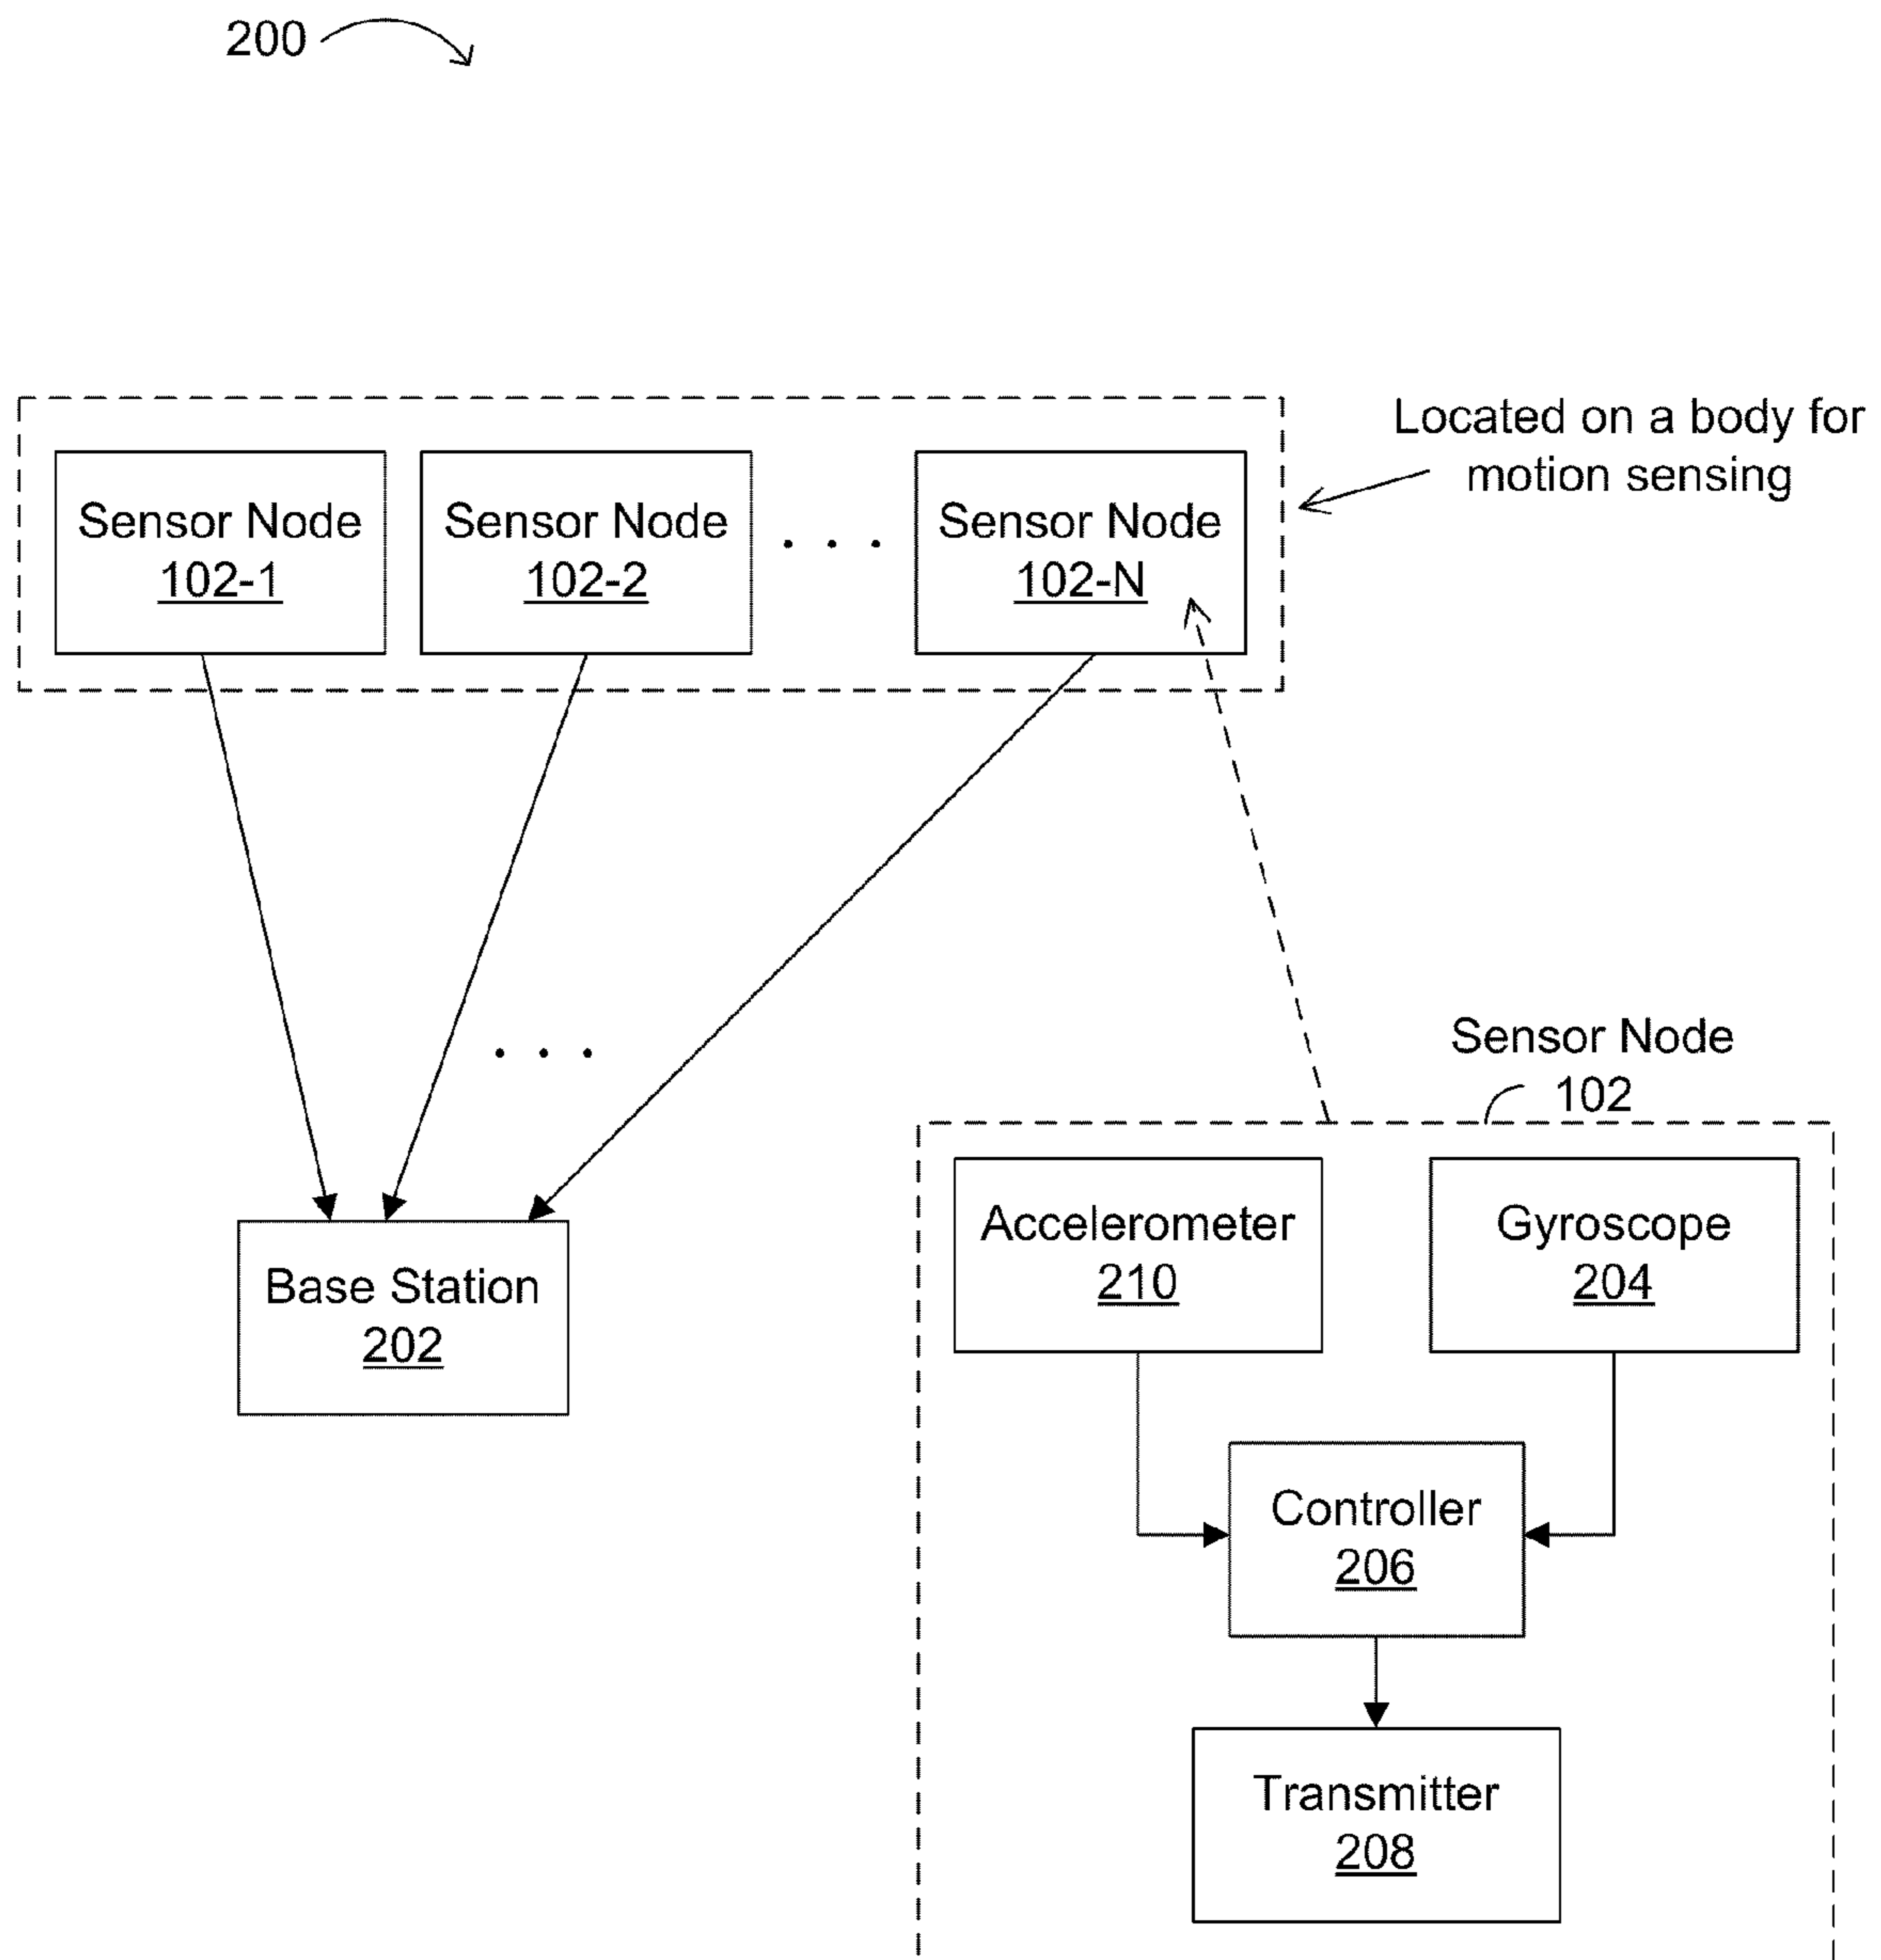 200
Located on a body for
motion sensing
Sensor Node
102-1
Sensor Node
102-2
. . .
Sensor Node
102-N
. . .
Sensor Node
102
Accelerometer
210
Gyroscope
204
Base Station
202
Controller
206
Transmitter
208